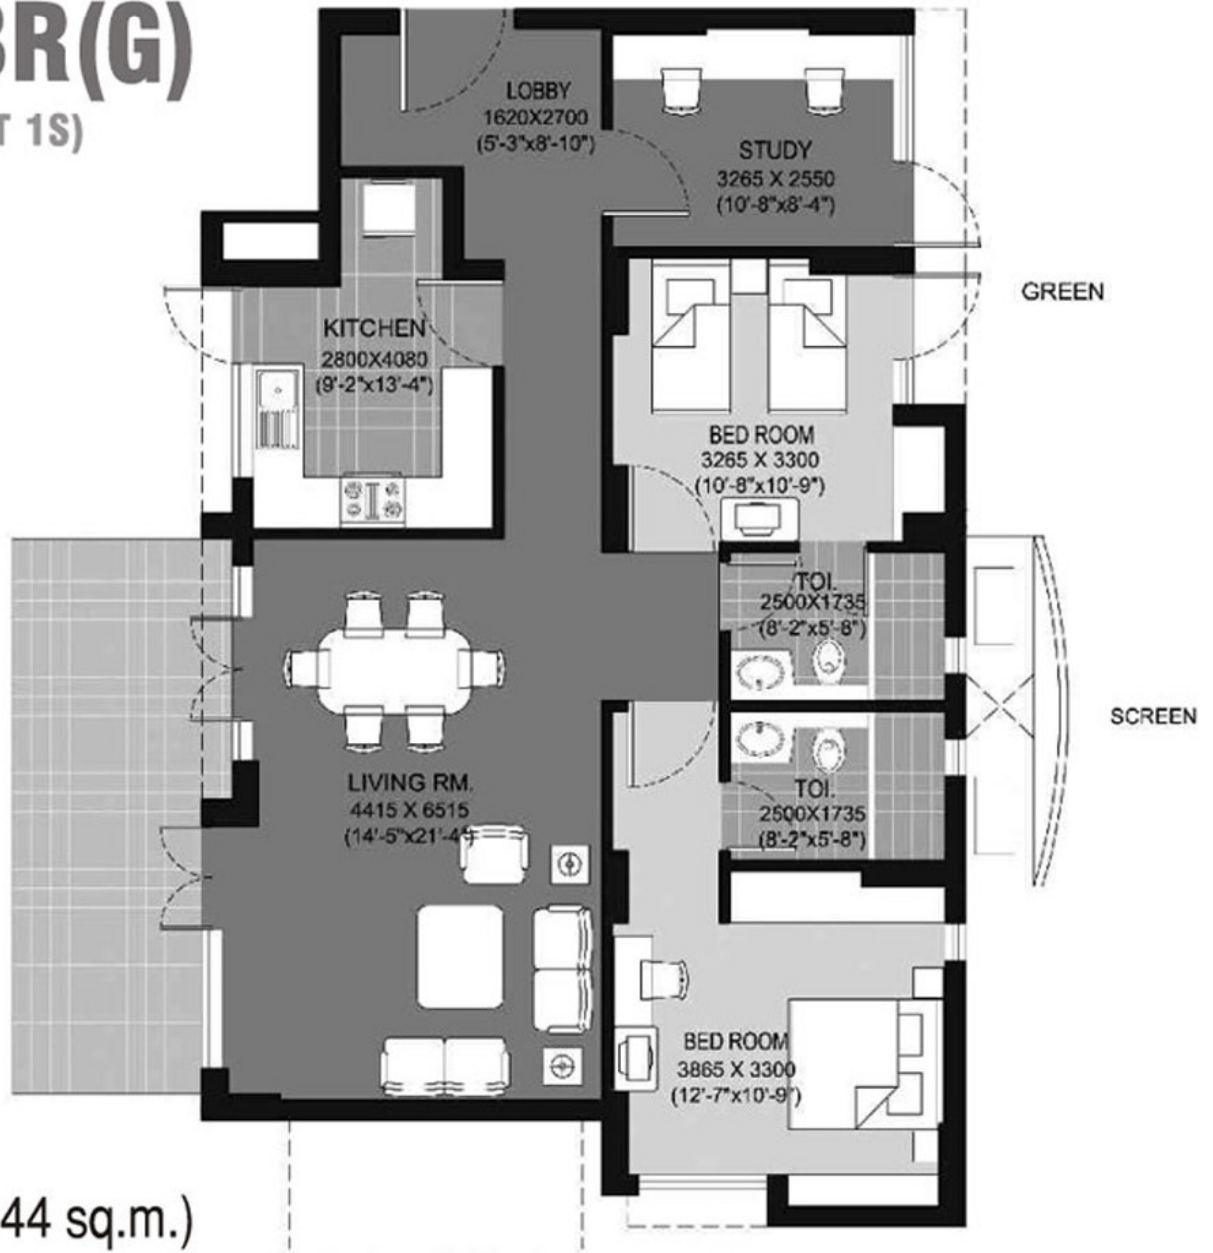 BR(G)
T 1S)
LOBBY
1620X2700
(5'-3"x8'-10")
STUDY
3265 X 2550
(10'-8"x8'-4")
GREEN
KITCHEN
2800X4080
(9'-2"x13'-4")
BED ROOM
3265 X 3300
(10'-8"x10'-9")
TOI.
2500X1735
(8'-2"x5'-8")
SCREEN
LIVING RM.
4415 X 6515
(14'-5"x21'-4")
TOI.
2500X1735
(8'-2"x5'-8")
BED ROOM
3865 X 3300
(12'-7"x10'-9")
44 sq.m.)